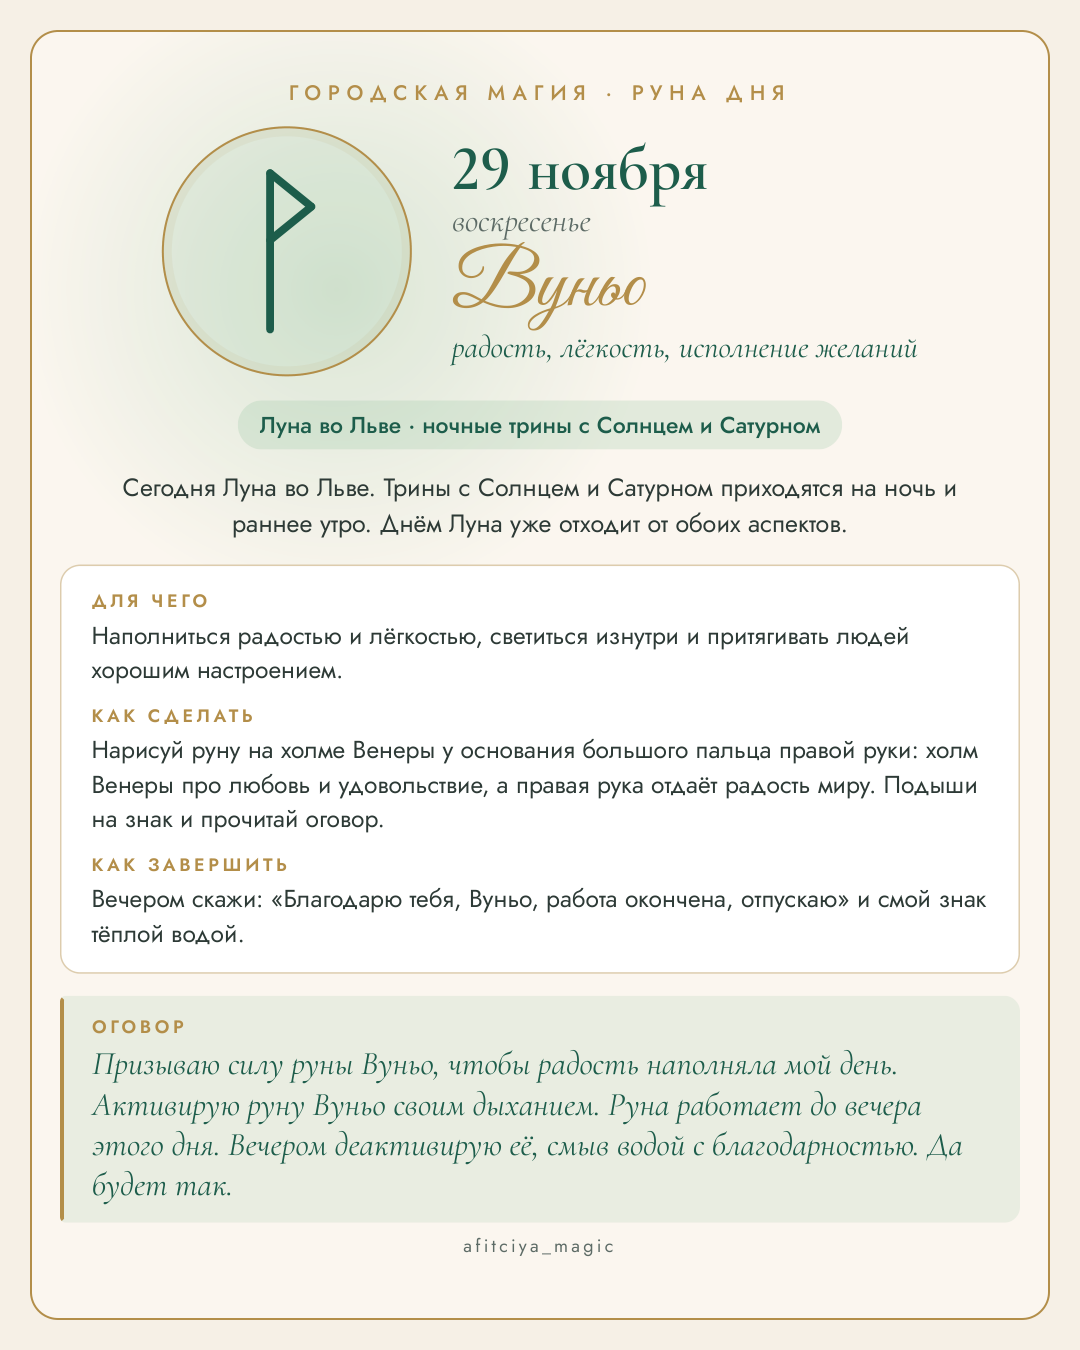 ГОРОДСКАЯ МАГИЯ · РУНА ДНЯ
29 ноября
воскресенье
Вуньо
радость, лёгкость, исполнение желаний
Луна во Льве · ночные трины с Солнцем и Сатурном
Сегодня Луна во Льве. Трины с Солнцем и Сатурном приходятся на ночь и
раннее утро. Днём Луна уже отходит от обоих аспектов.
ДЛЯ ЧЕГО
Наполниться радостью и лёгкостью, светиться изнутри и притягивать людей
хорошим настроением.
КАК СДЕЛАТЬ
Нарисуй руну на холме Венеры у основания большого пальца правой руки: холм
Венеры про любовь и удовольствие, а правая рука отдаёт радость миру. Подыши
на знак и прочитай оговор.
КАК ЗАВЕРШИТЬ
Вечером скажи: «Благодарю тебя, Вуньо, работа окончена, отпускаю» и смой знак
тёплой водой.
ОГОВОР
Призываю силу руны Вуньо, чтобы радость наполняла мой день.
Активирую руну Вуньо своим дыханием. Руна работает до вечера
этого дня. Вечером деактивирую её, смыв водой с благодарностью. Да
будет так.
afitciya_magic